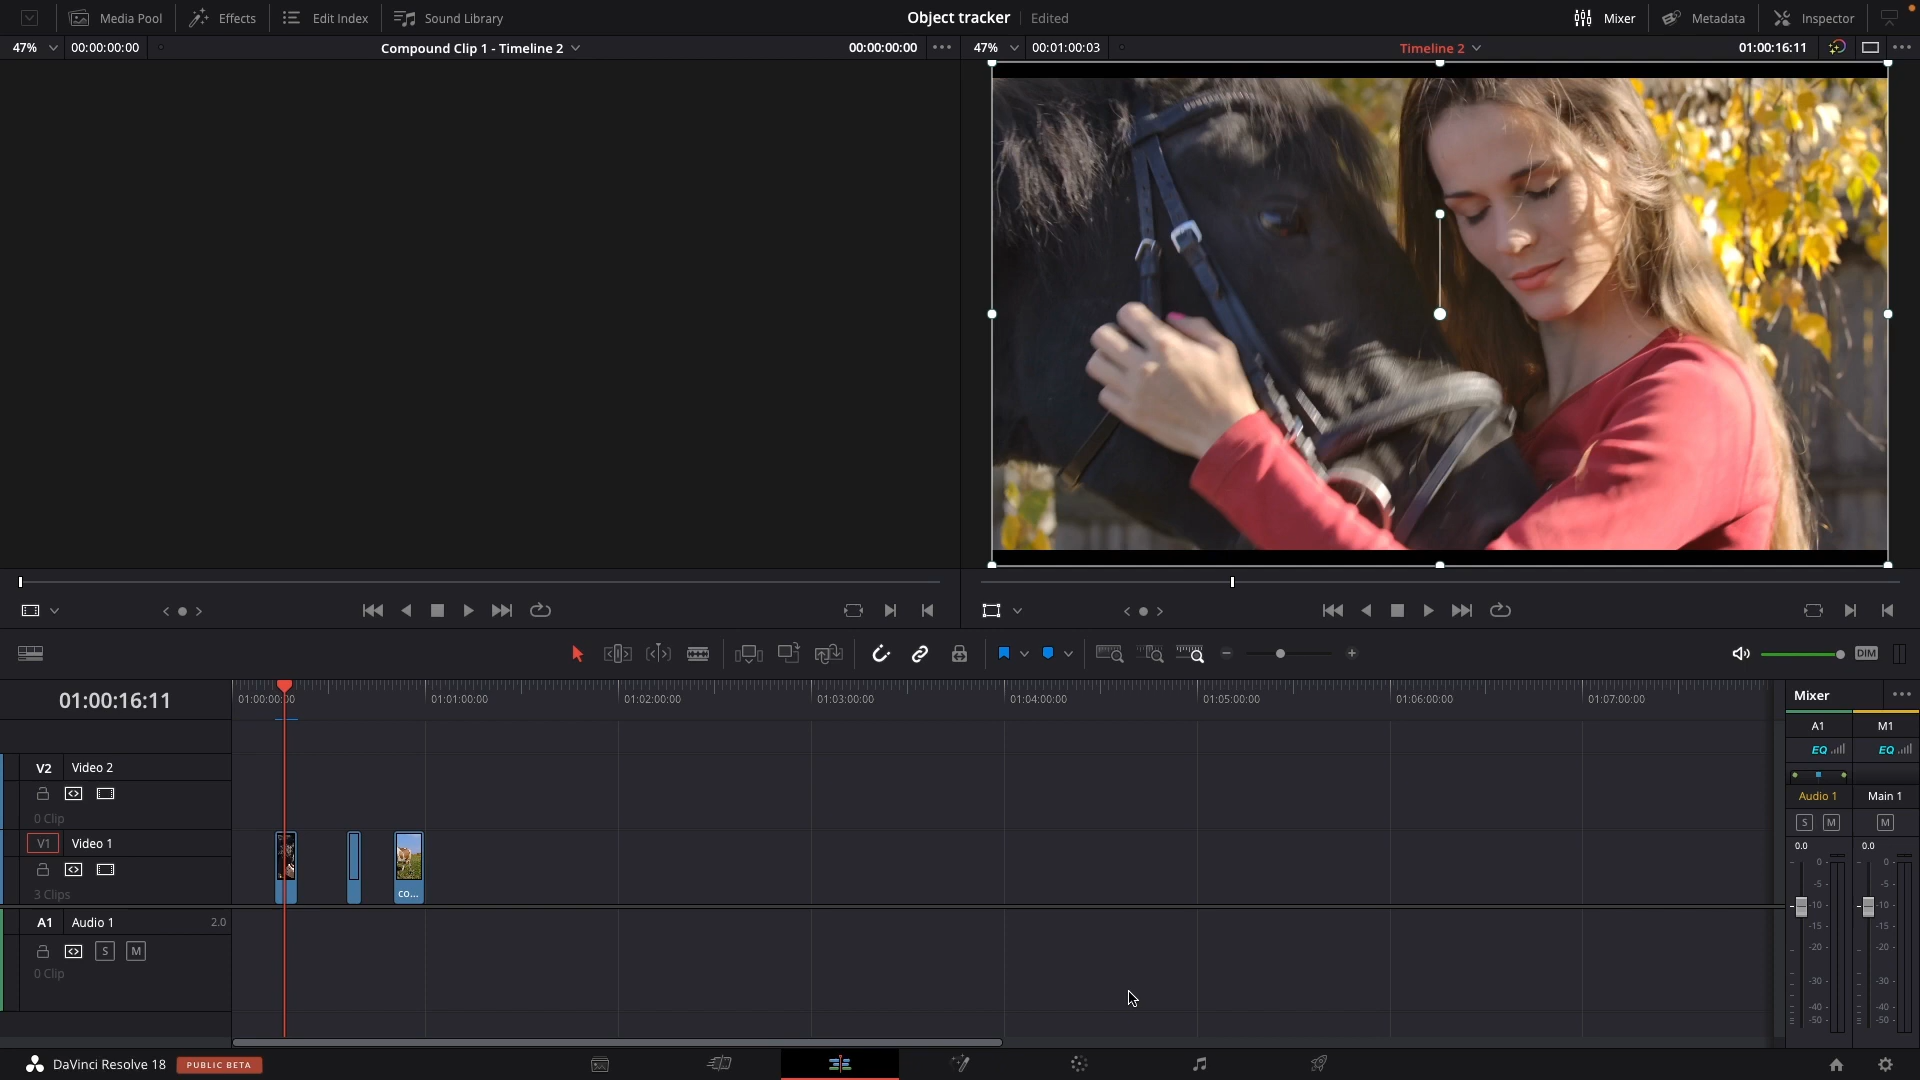 Media Pool
Effects
Edit Index
Sound Library
Object tracker
Edited
Mixer
Metadata
Inspector
47%
00:00:00:00
Compound Clip 1 - Timeline 2
00:00:00:00
47%
00:01:00:03
Timeline 2
01:00:16:11
DIM
01:00:16:11
01:00:00:00
01:01:00:00
01:02:00:00
01:03:00:00
01:04:00:00
01:05:00:00
01:06:00:00
01:07:00:00
V2
Video 2
0 Clip
V1
Video 1
3 Clips
co...
A1
Audio 1
2.0
S
M
0 Clip
Mixer
A1
M1
EQ
EQ
Audio 1
Main 1
S
M
M
0.0
0.0
0
0
-5
-5
-10
-10
-15
-15
-20
-20
-30
-30
-40
-40
-50
-50
DaVinci Resolve 18
PUBLIC BETA